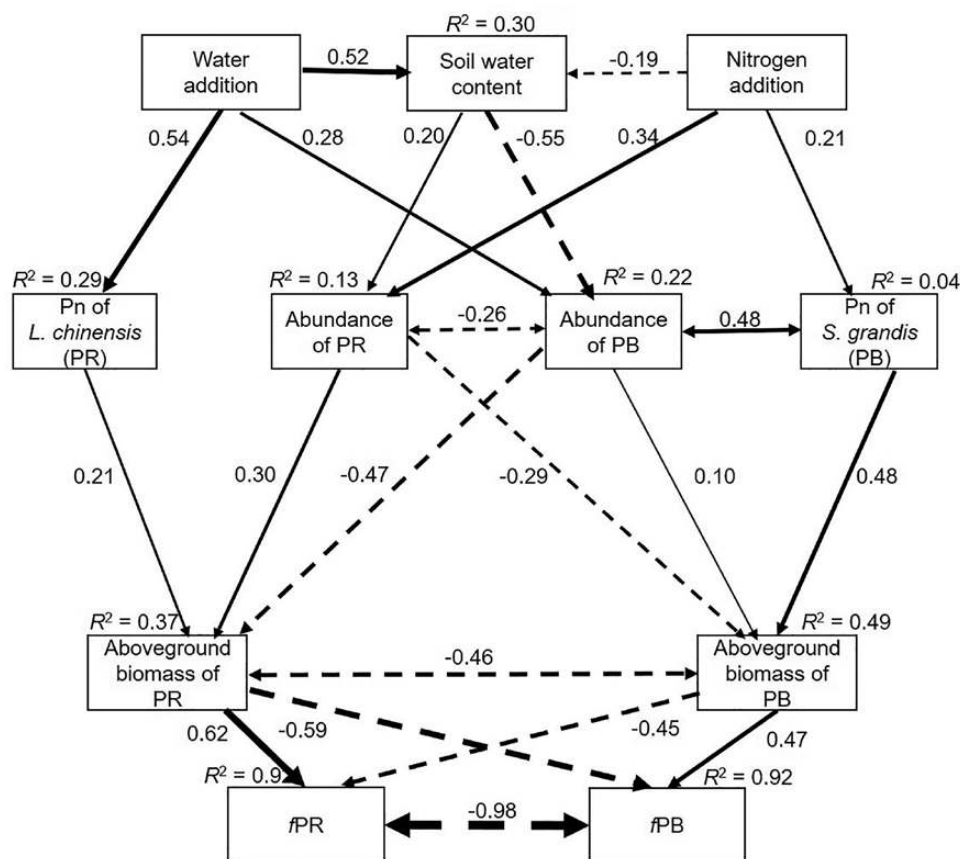 R² = 0.30
Water
addition
0.52
Soil water
content
-0.19
Nitrogen
addition
0.54
0.28
0.20
-0.55
0.34
0.21
R² = 0.29
R² = 0.13
R² = 0.22
R² = 0.04
Pn of
L. chinensis
(PR)
Abundance
of PR
-0.26
Abundance
of PB
0.48
Pn of
S. grandis
(PB)
0.21
0.30
-0.47
-0.29
0.10
0.48
R² = 0.37
R² = 0.49
Aboveground
biomass of
PR
-0.46
Aboveground
biomass of
PB
0.62
-0.59
-0.45
0.47
R² = 0.9
R² = 0.92
fPR
-0.98
fPB